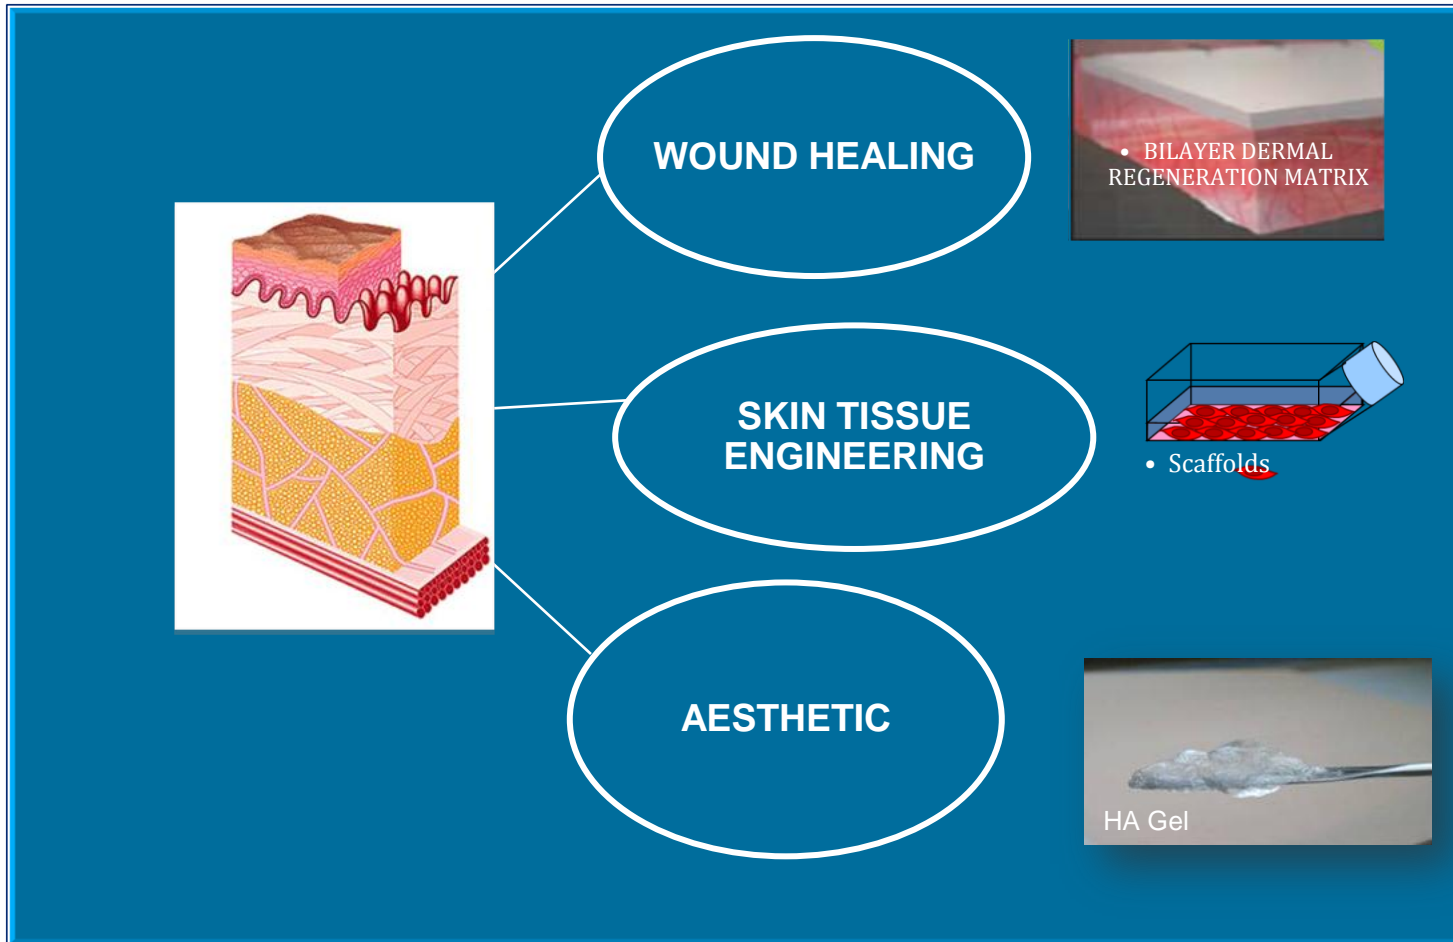 WOUND HEALING
• BILAYER DERMAL
REGENERATION MATRIX
SKIN TISSUE
ENGINEERING
• Scaffolds
AESTHETIC
HA Gel